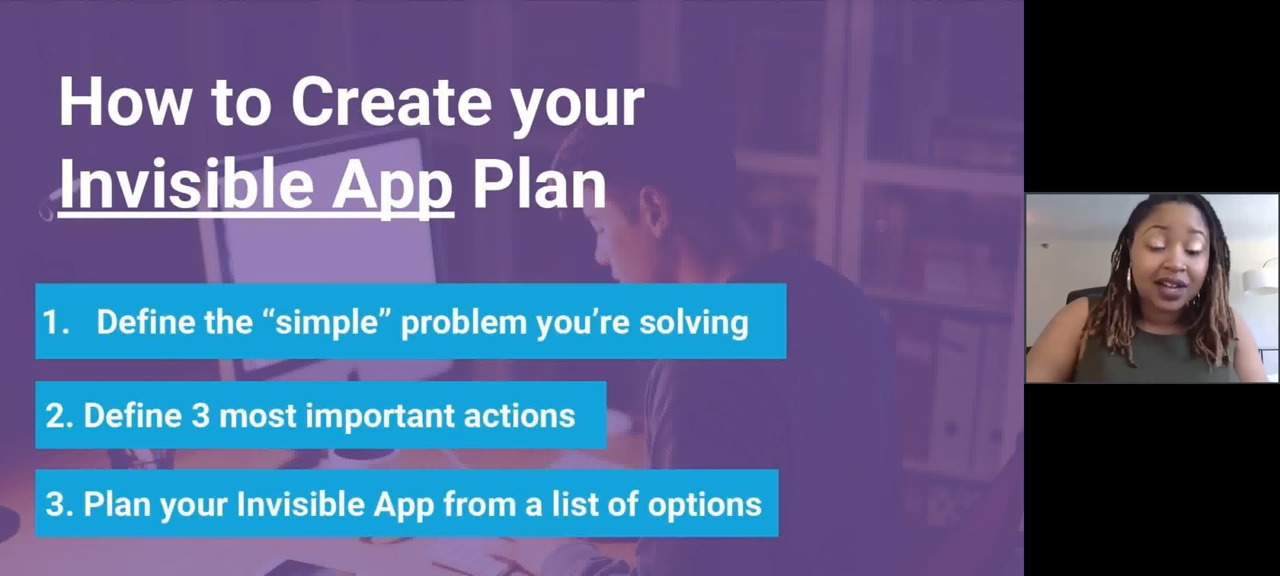 How to Create your
Invisible App Plan
1. Define the “simple” problem you’re solving
2. Define 3 most important actions
3. Plan your Invisible App from a list of options